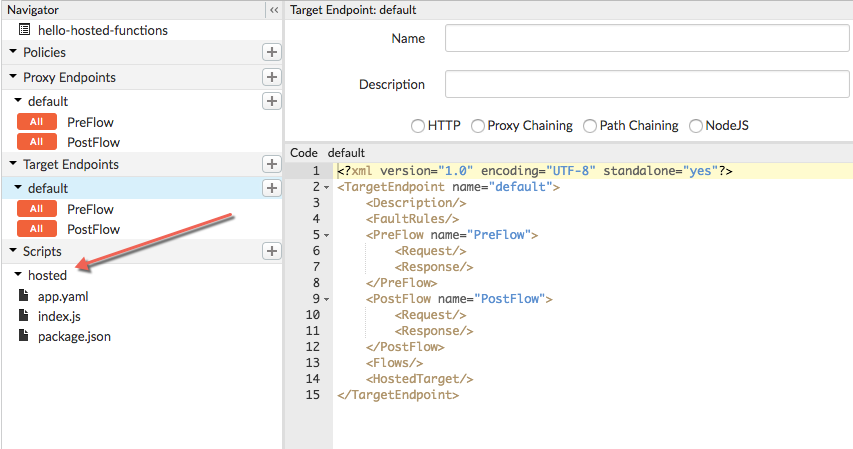 Navigator
hello-hosted-functions
Policies
Proxy Endpoints
default
All PreFlow
All PostFlow
Target Endpoints
default
All PreFlow
All PostFlow
Scripts
hosted
app.yaml
index.js
package.json
Target Endpoint: default
Name
Description
HTTP Proxy Chaining Path Chaining NodeJS
Code default
1 <?xml version="1.0" encoding="UTF-8" standalone="yes"?>
2 <TargetEndpoint name="default">
3 <Description/>
4 <FaultRules/>
5 <PreFlow name="PreFlow">
6 <Request/>
7 <Response/>
8 </PreFlow>
9 <PostFlow name="PostFlow">
10 <Request/>
11 <Response/>
12 </PostFlow>
13 <Flows/>
14 <HostedTarget/>
15 </TargetEndpoint>